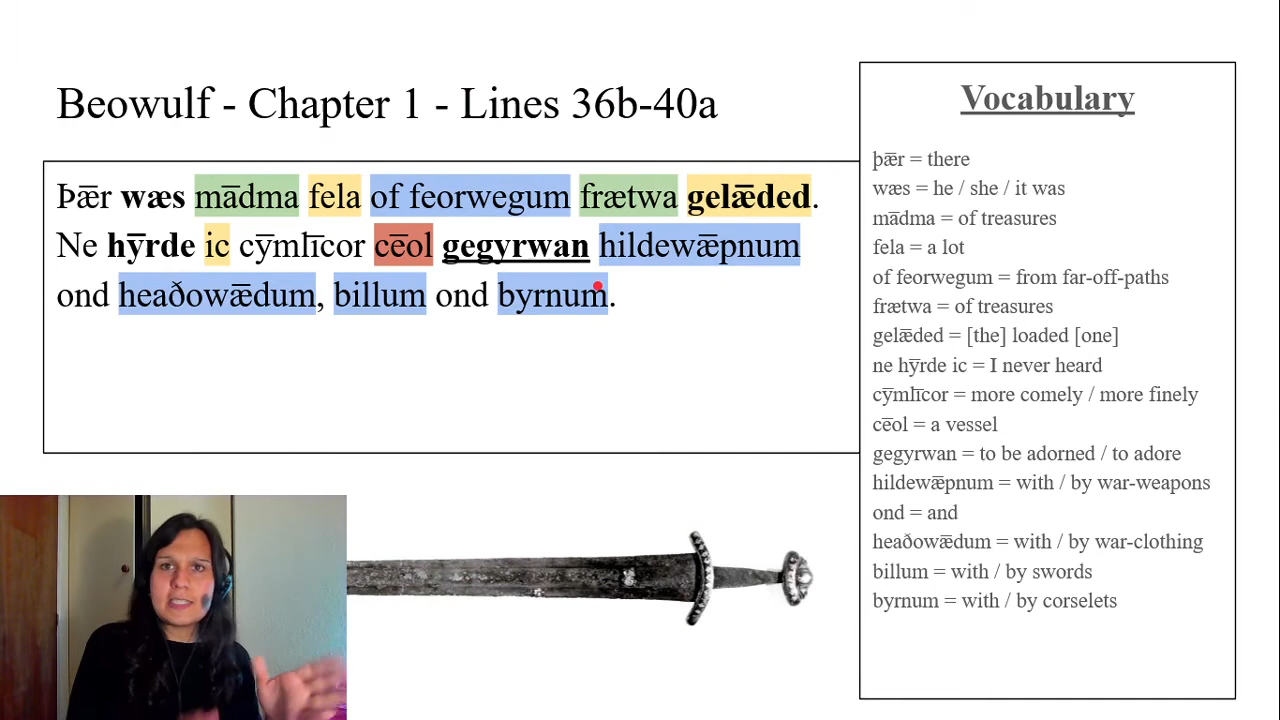 Beowulf - Chapter 1 - Lines 36b-40a
Þǣr wæs mādma fela of feorwegum frætwa gelǣded.
Ne hȳrde ic cȳmlīcor cēol gegyrwan hildewǣpnum
ond heaðowǣdum, billum ond byrnum.
Vocabulary
þǣr = there
wæs = he / she / it was
mādma = of treasures
fela = a lot
of feorwegum = from far-off-paths
frætwa = of treasures
gelǣded = [the] loaded [one]
ne hȳrde ic = I never heard
cȳmlīcor = more comely / more finely
cēol = a vessel
gegyrwan = to be adorned / to adore
hildewǣpnum = with / by war-weapons
ond = and
heaðowǣdum = with / by war-clothing
billum = with / by swords
byrnum = with / by corselets